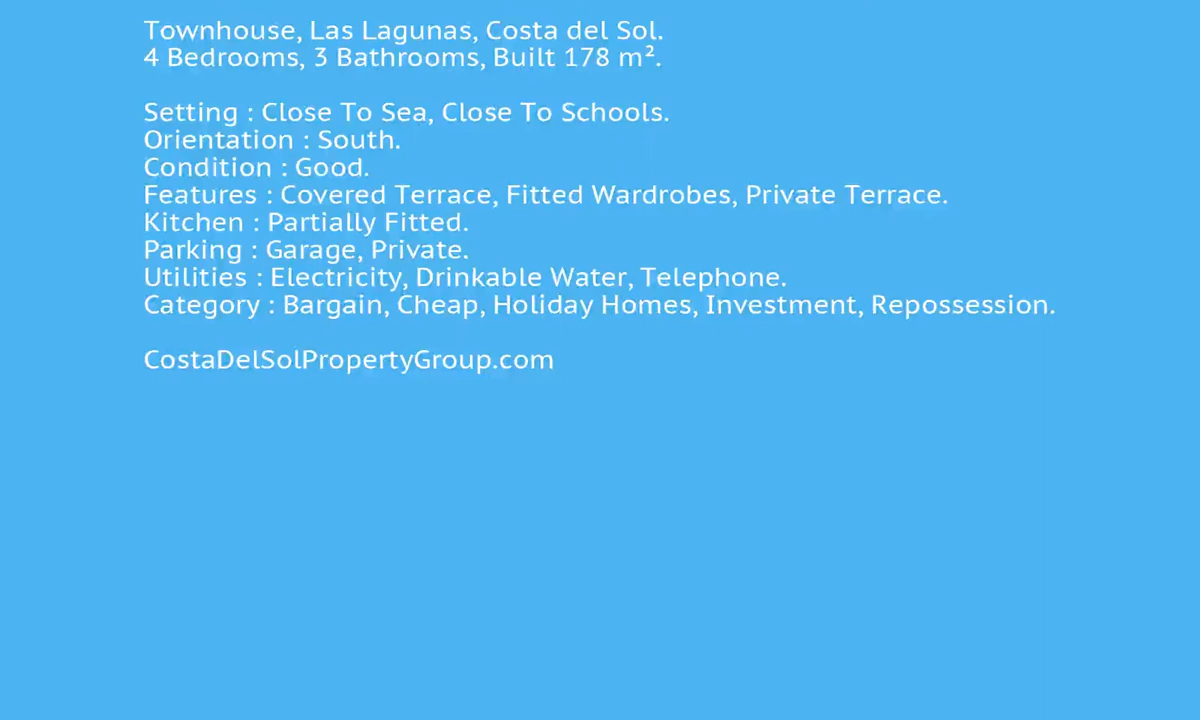 Townhouse, Las Lagunas, Costa del Sol.
4 Bedrooms, 3 Bathrooms, Built 178 m².
Setting : Close To Sea, Close To Schools.
Orientation : South.
Condition : Good.
Features : Covered Terrace, Fitted Wardrobes, Private Terrace.
Kitchen : Partially Fitted.
Parking : Garage, Private.
Utilities : Electricity, Drinkable Water, Telephone.
Category : Bargain, Cheap, Holiday Homes, Investment, Repossession.
CostaDelSolPropertyGroup.com